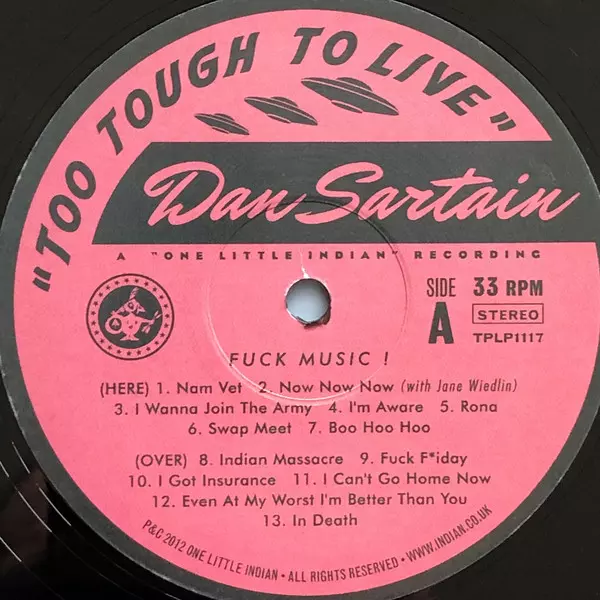 "TOO TOUGH TO LIVE"
Dan Sartain
A "ONE LITTLE INDIAN" RECORDING
SIDE A
33 RPM
STEREO
TPLP1117
FUCK MUSIC !
(HERE) 1. Nam Vet 2. Now Now Now (with Jane Wiedlin)
3. I Wanna Join The Army 4. I'm Aware 5. Rona
6. Swap Meet 7. Boo Hoo Hoo
(OVER) 8. Indian Massacre 9. Fuck F*iday
10. I Got Insurance 11. I Can't Go Home Now
12. Even At My Worst I'm Better Than You
13. In Death
P&C 2012 ONE LITTLE INDIAN • ALL RIGHTS RESERVED • WWW.INDIAN.CO.UK